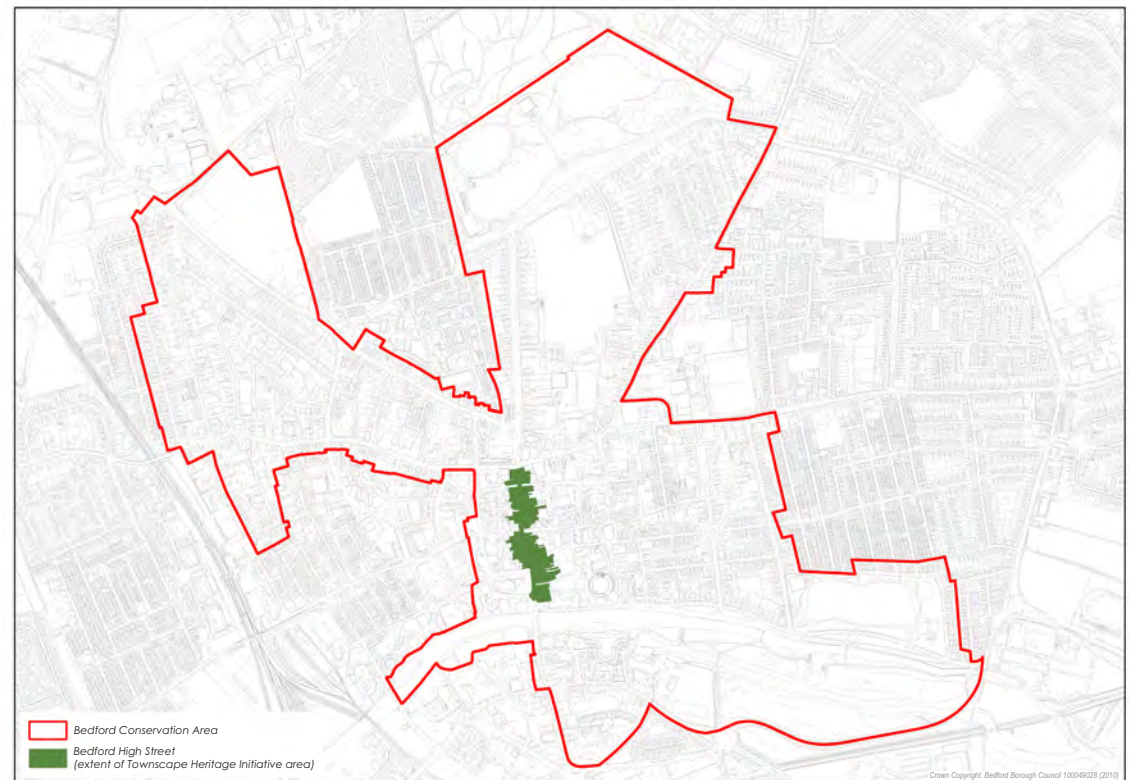 Bedford Conservation Area
Bedford High Street
(extent of Townscape Heritage Initiative area)
Crown Copyright. Bedford Borough Council 100049028 (2010)